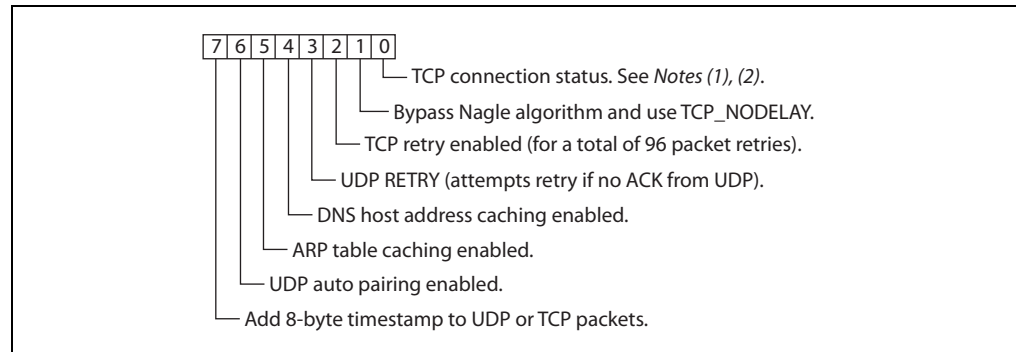 7 6 5 4 3 2 1 0
TCP connection status. See Notes (1), (2).
Bypass Nagle algorithm and use TCP_NODELAY.
TCP retry enabled (for a total of 96 packet retries).
UDP RETRY (attempts retry if no ACK from UDP).
DNS host address caching enabled.
ARP table caching enabled.
UDP auto pairing enabled.
Add 8-byte timestamp to UDP or TCP packets.